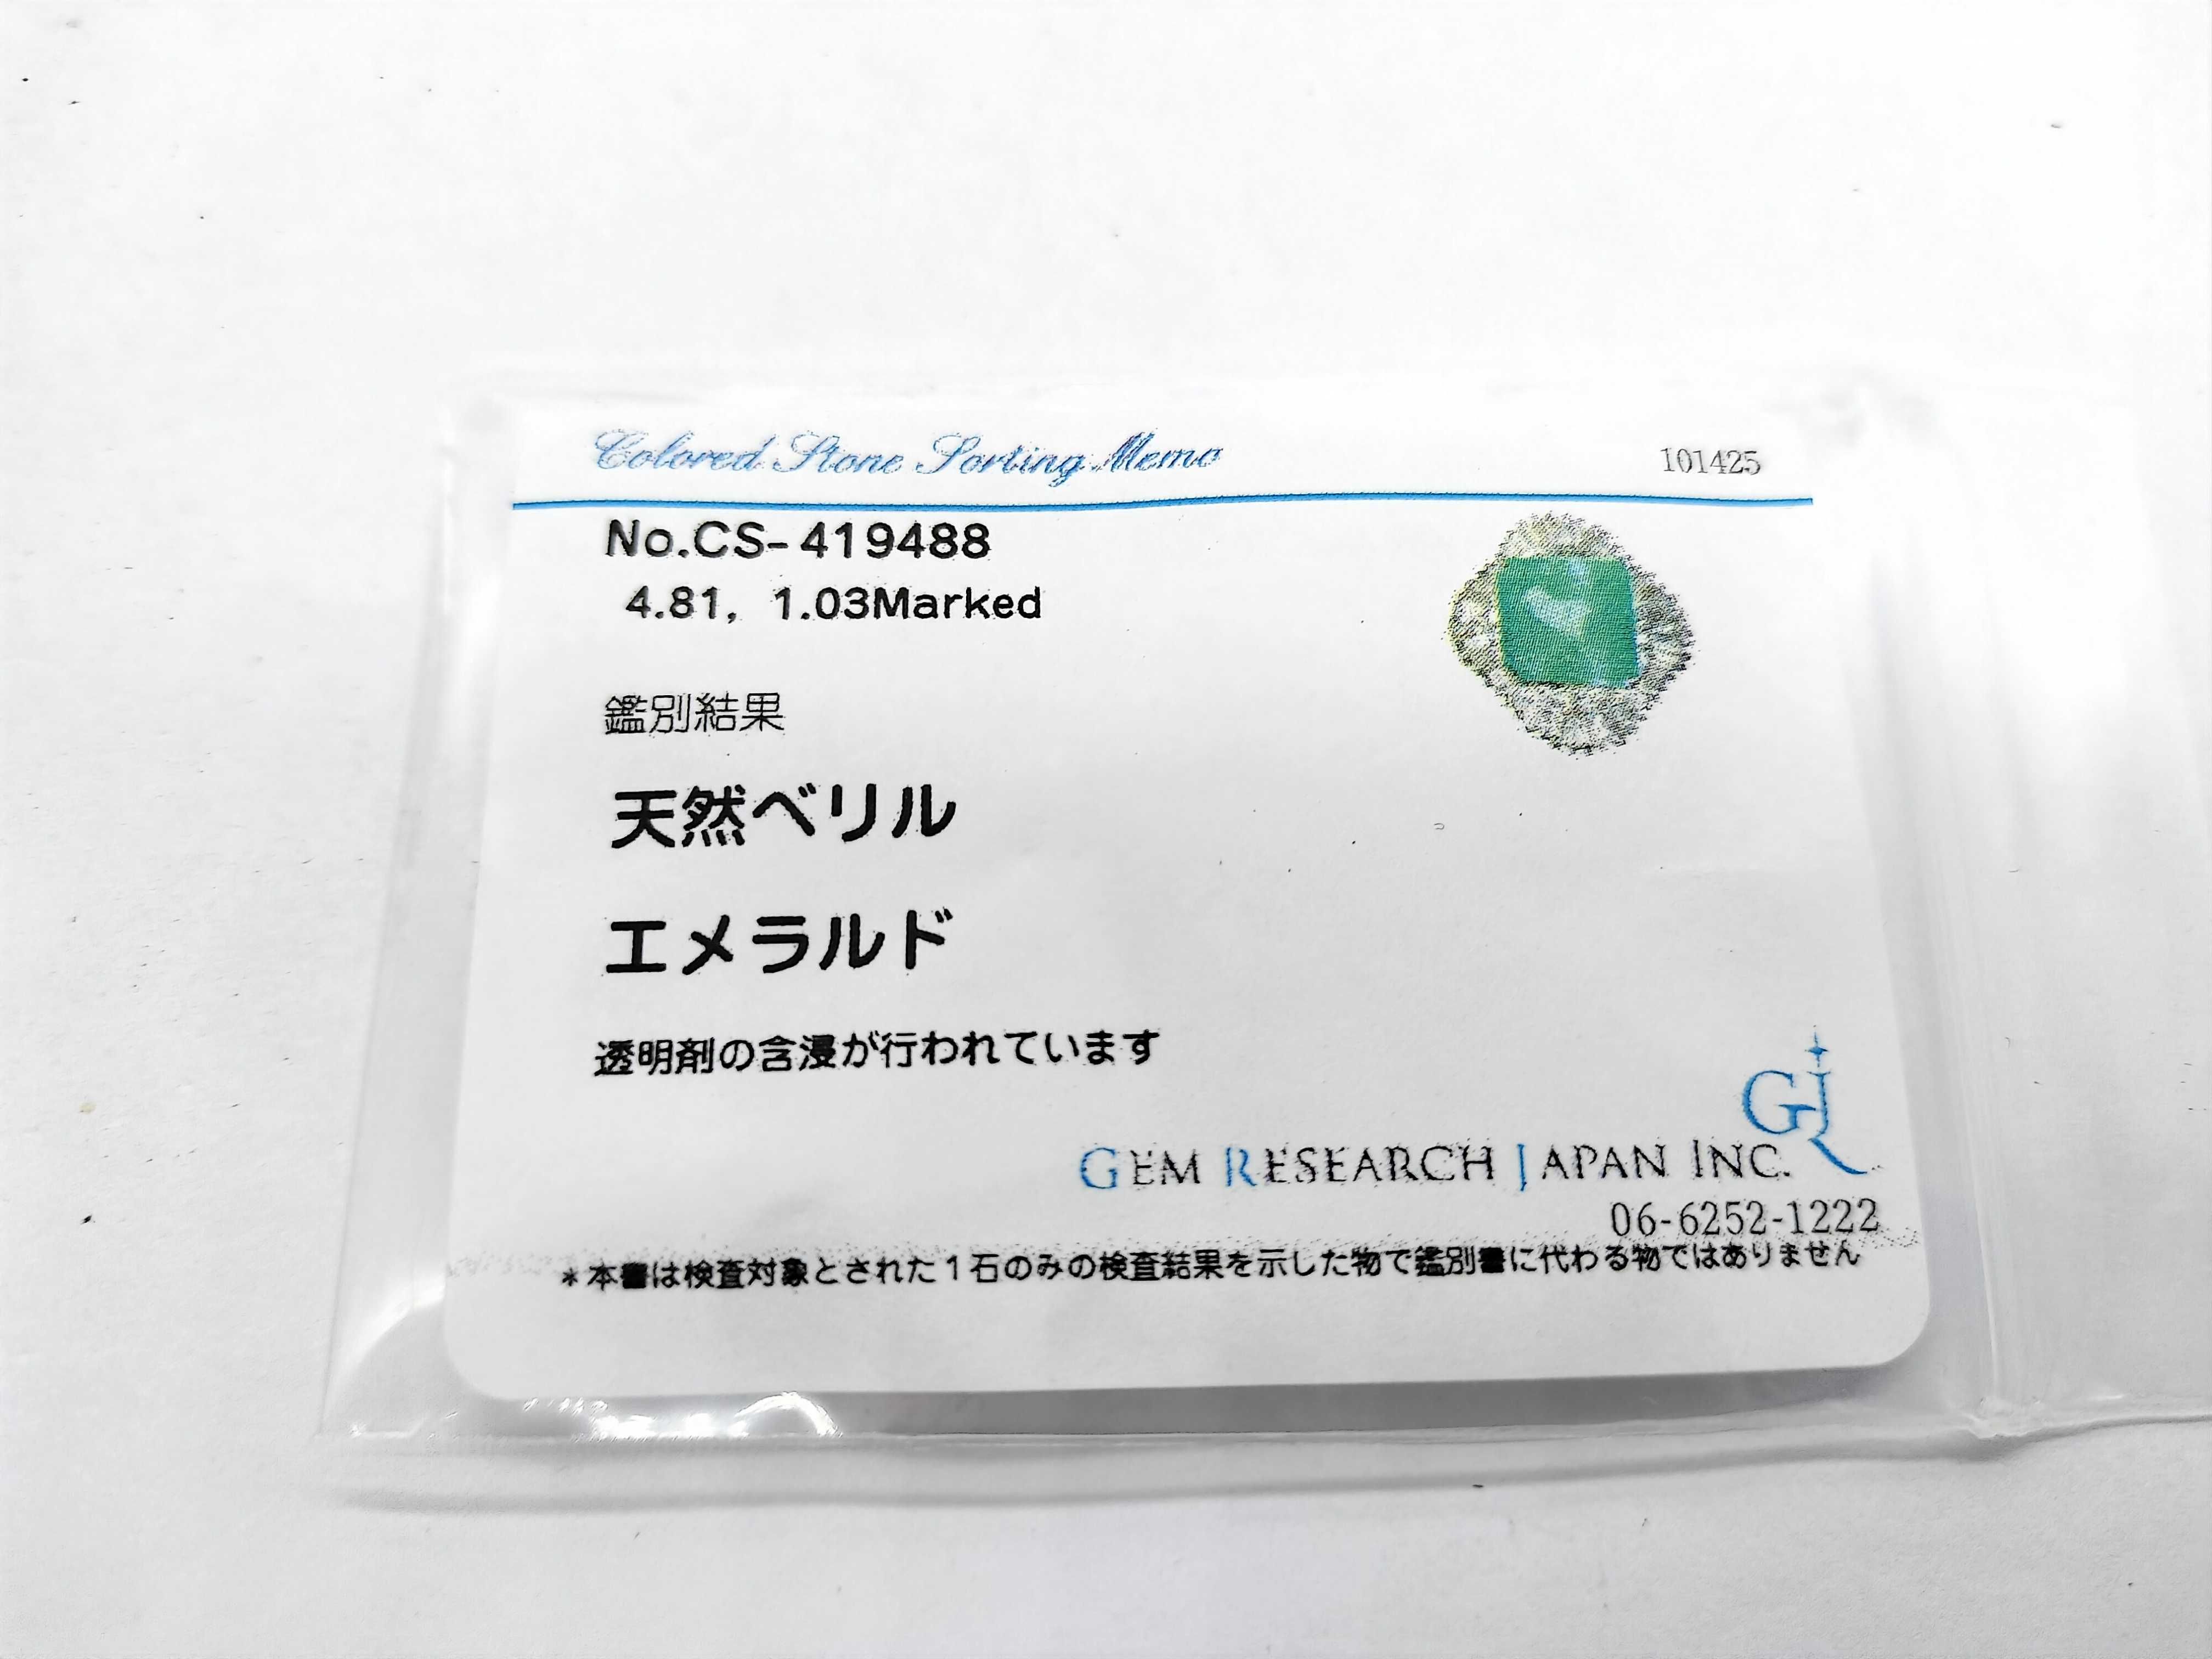 Colored Stone Sorting Memo
101425
No.CS-419488
4.81, 1.03Marked
鑑別結果
天然ベリル
エメラルド
透明剤の含浸が行われています
GJR
GEM RESEARCH JAPAN INC.
06-6252-1222
*本書は検査対象とされた1石のみの検査結果を示した物で鑑別書に代わる物ではありません